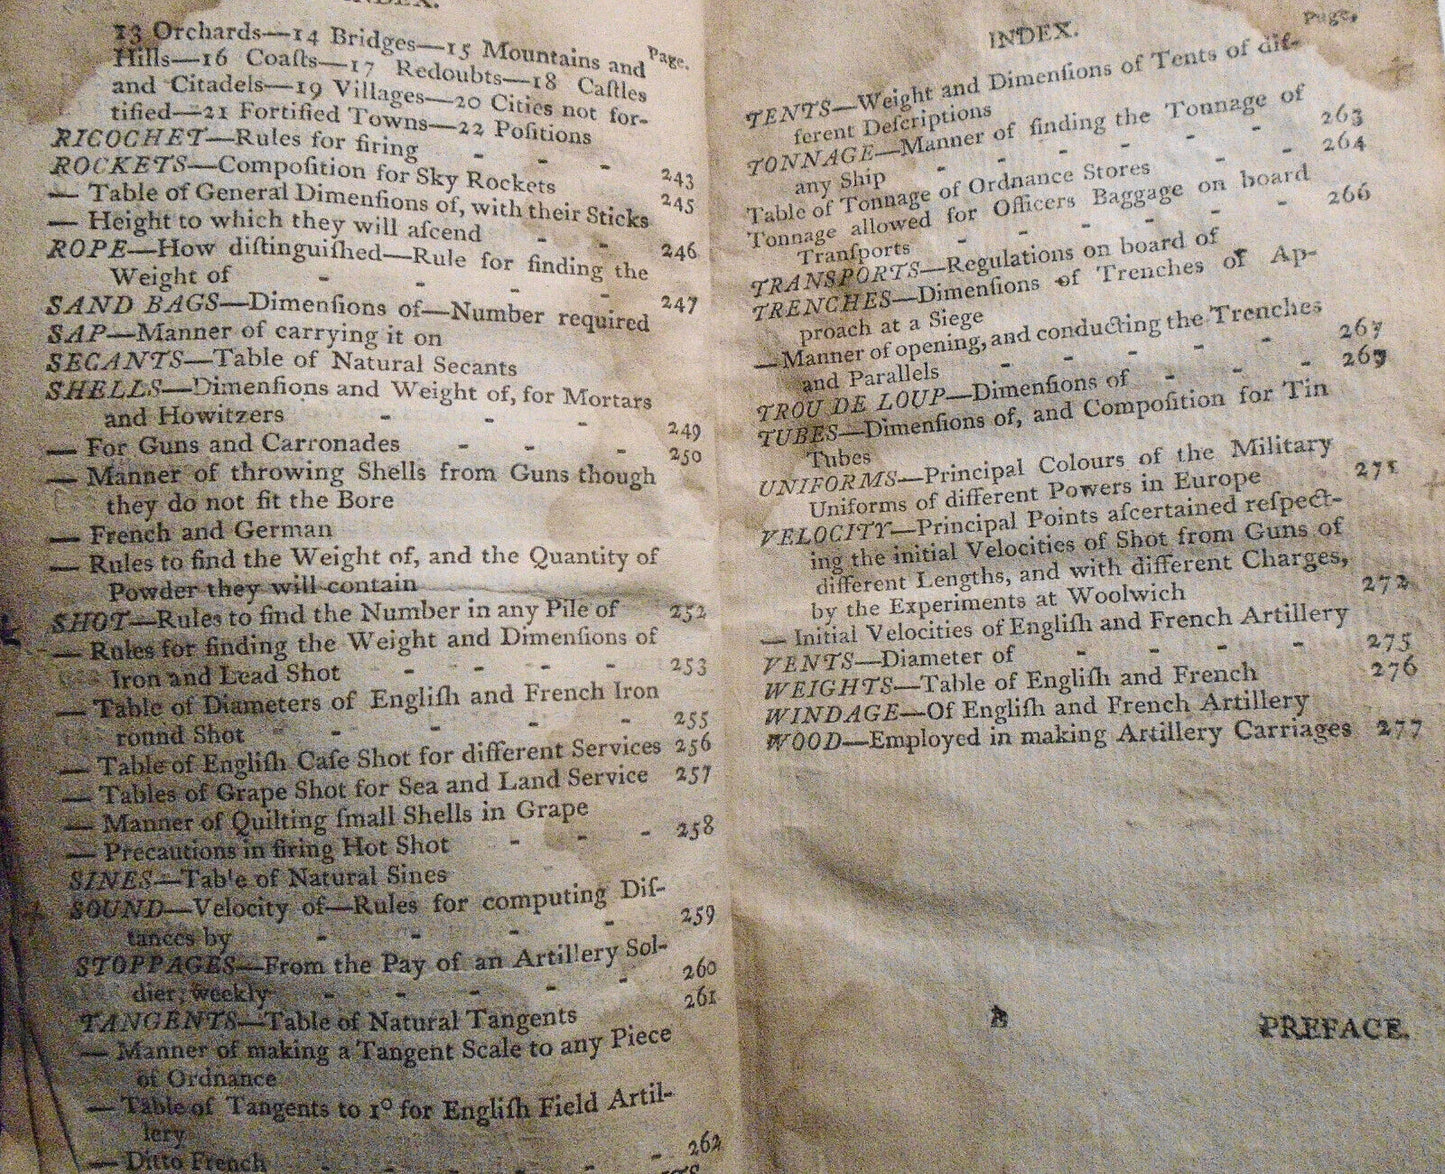 INDEX.
Page.
13 Orchards—14 Bridges—15 Mountains and
Hills—16 Coaſts—17 Redoubts—18 Caſtles
and Citadels—19 Villages—20 Cities not for-
tified—21 Fortified Towns—22 Poſitions
RICOCHET—Rules for firing - - - 243
ROCKETS—Compoſition for Sky Rockets 245
— Table of General Dimenſions of, with their Sticks
— Height to which they will aſcend - - 246
ROPE—How diſtinguiſhed—Rule for finding the
Weight of - - - - 247
SAND BAGS—Dimenſions of—Number required
SAP—Manner of carrying it on
SECANTS—Table of Natural Secants
SHELLS—Dimenſions and Weight of, for Mortars
and Howitzers - - - 249
— For Guns and Carronades - - - 250
— Manner of throwing Shells from Guns though
they do not fit the Bore
— French and German
— Rules to find the Weight of, and the Quantity of
Powder they will contain
SHOT—Rules to find the Number in any Pile of 252
— Rules for finding the Weight and Dimenſions of
Iron and Lead Shot - - - - 253
— Table of Diameters of Engliſh and French Iron
round Shot - - - - 255
— Table of Engliſh Caſe Shot for different Services 256
— Tables of Grape Shot for Sea and Land Service 257
— Manner of Quilting ſmall Shells in Grape
— Precautions in firing Hot Shot - - - 258
SINES—Table of Natural Sines
SOUND—Velocity of—Rules for computing Diſ-
tances by - - - - 259
STOPPAGES—From the Pay of an Artillery Sol-
dier, weekly - - - - 260
TANGENTS—Table of Natural Tangents 261
— Manner of making a Tangent Scale to any Piece
of Ordnance
— Table of Tangents to 1° for Engliſh Field Artil-
lery
— Ditto French - - - - 262
INDEX.
Page.
TENTS—Weight and Dimenſions of Tents of dif-
ferent Deſcriptions
TONNAGE—Manner of finding the Tonnage of
any Ship - - - - - - 263
Table of Tonnage of Ordnance Stores - - 264
Tonnage allowed for Officers Baggage on board
Tranſports - - - - - - 266
TRANSPORTS—Regulations on board of
TRENCHES—Dimenſions of Trenches of Ap-
proach at a Siege
—Manner of opening, and conducting the Trenches
and Parallels - - - - - 267
TROU DE LOUP—Dimenſions of - - - 269
TUBES—Dimenſions of, and Compoſition for Tin
Tubes
UNIFORMS—Principal Colours of the Military
Uniforms of different Powers in Europe 271
VELOCITY—Principal Points aſcertained reſpect-
ing the initial Velocities of Shot from Guns of
different Lengths, and with different Charges,
by the Experiments at Woolwich 272
— Initial Velocities of Engliſh and French Artillery
VENTS—Diameter of - - - - 275
WEIGHTS—Table of Engliſh and French 276
WINDAGE—Of Engliſh and French Artillery
WOOD—Employed in making Artillery Carriages 277
PREFACE.